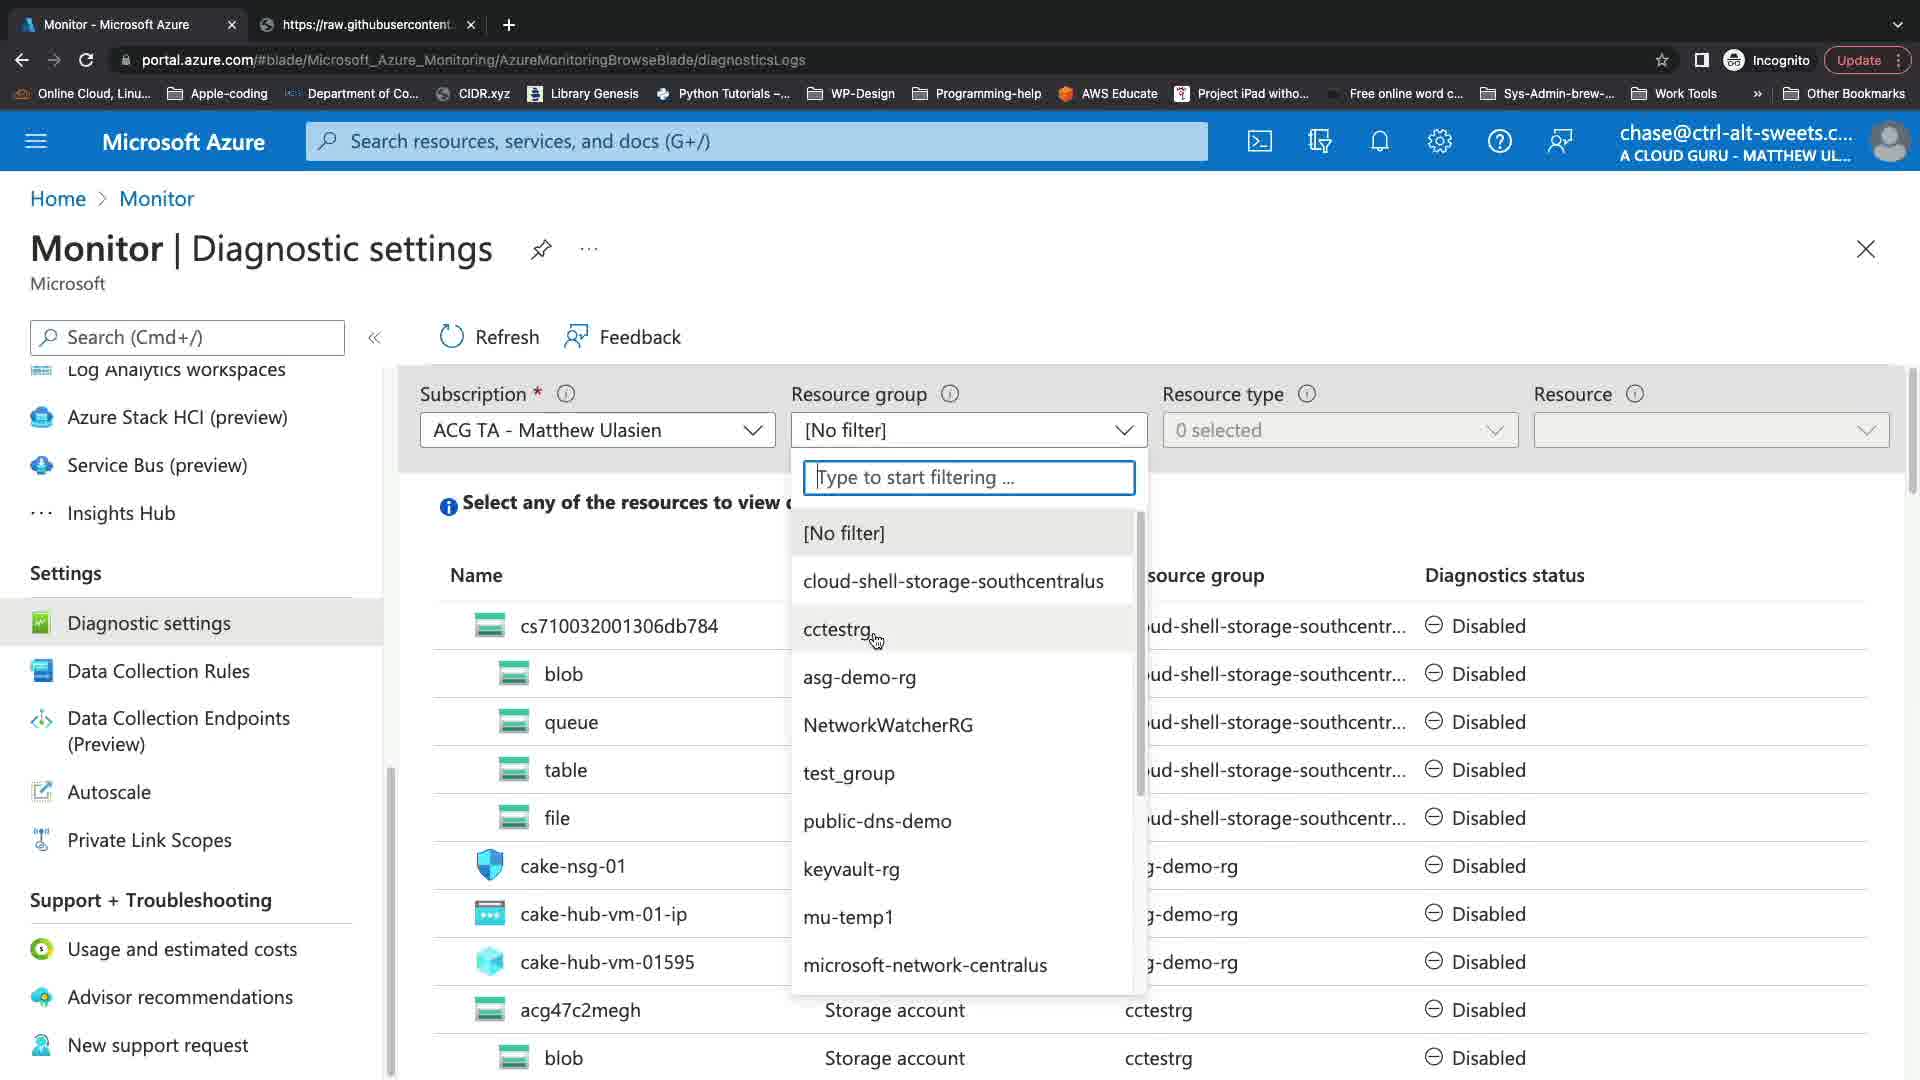 Monitor - Microsoft Azure
https://raw.githubusercontent.
portal.azure.com/#blade/Microsoft_Azure_Monitoring/AzureMonitoringBrowseBlade/diagnosticsLogs
Incognito
Update
Online Cloud, Linu...
Apple-coding
Department of Co...
CIDR.xyz
Library Genesis
Python Tutorials –...
WP-Design
Programming-help
AWS Educate
Project iPad witho...
Free online word c...
Sys-Admin-brew-...
Work Tools
»
Other Bookmarks
Microsoft Azure
Search resources, services, and docs (G+/)
chase@ctrl-alt-sweets.c...
A CLOUD GURU - MATTHEW UL...
Home > Monitor
Monitor | Diagnostic settings
...
Microsoft
Search (Cmd+/)
«
Refresh
Feedback
Log Analytics workspaces
Azure Stack HCI (preview)
Service Bus (preview)
... Insights Hub
Settings
Diagnostic settings
Data Collection Rules
Data Collection Endpoints
(Preview)
Autoscale
Private Link Scopes
Support + Troubleshooting
Usage and estimated costs
Advisor recommendations
New support request
Subscription *
ACG TA - Matthew Ulasien
Resource group
[No filter]
Resource type
0 selected
Resource
Type to start filtering ...
[No filter]
cloud-shell-storage-southcentralus
cctestrg
asg-demo-rg
NetworkWatcherRG
test_group
public-dns-demo
keyvault-rg
mu-temp1
microsoft-network-centralus
Select any of the resources to view
Name
source group
Diagnostics status
cs710032001306db784
ud-shell-storage-southcentr...
Disabled
blob
ud-shell-storage-southcentr...
Disabled
queue
ud-shell-storage-southcentr...
Disabled
table
ud-shell-storage-southcentr...
Disabled
file
ud-shell-storage-southcentr...
Disabled
cake-nsg-01
g-demo-rg
Disabled
cake-hub-vm-01-ip
g-demo-rg
Disabled
cake-hub-vm-01595
g-demo-rg
Disabled
acg47c2megh
Storage account
cctestrg
Disabled
blob
Storage account
cctestrg
Disabled